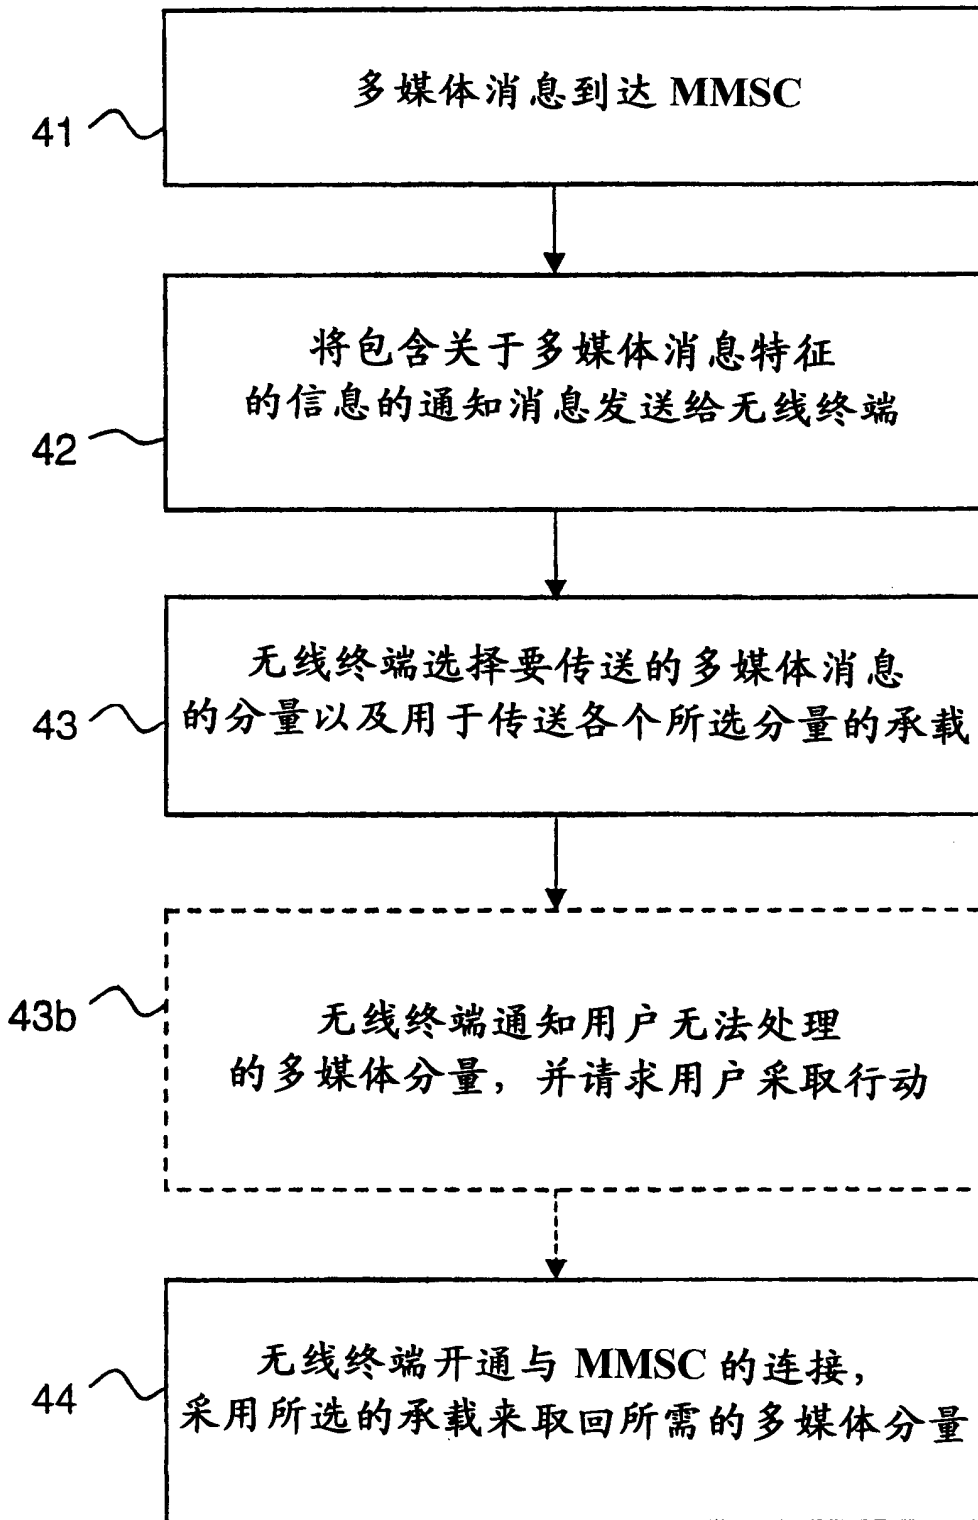 41
多媒体消息到达 MMSC
42
将包含关于多媒体消息特征
的信息的通知消息发送给无线终端
43
无线终端选择要传送的多媒体消息
的分量以及用于传送各个所选分量的承载
43b
无线终端通知用户无法处理
的多媒体分量，并请求用户采取行动
44
无线终端开通与 MMSC 的连接，
采用所选的承载来取回所需的多媒体分量